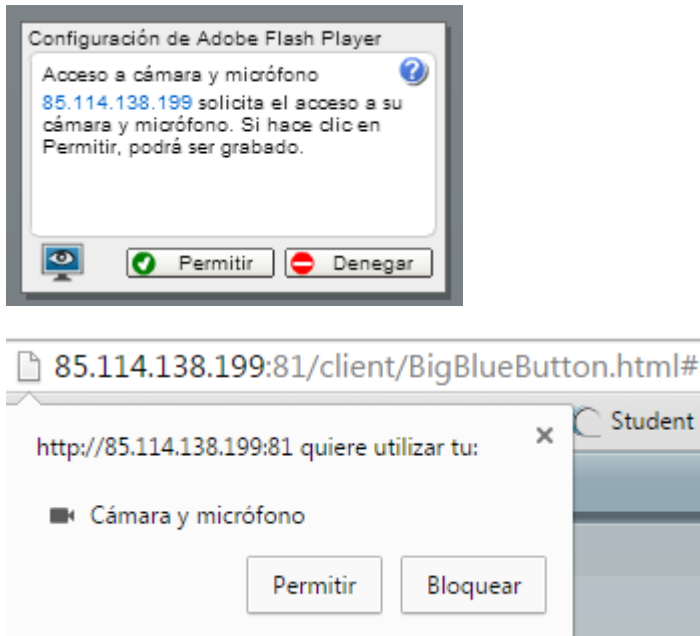 Configuración de Adobe Flash Player
Acceso a cámara y micrófono
85.114.138.199 solicita el acceso a su
cámara y micrófono. Si hace clic en
Permitir, podrá ser grabado.
Permitir
Denegar
85.114.138.199:81/client/BigBlueButton.html#
Student
http://85.114.138.199:81 quiere utilizar tu:
Cámara y micrófono
Permitir
Bloquear